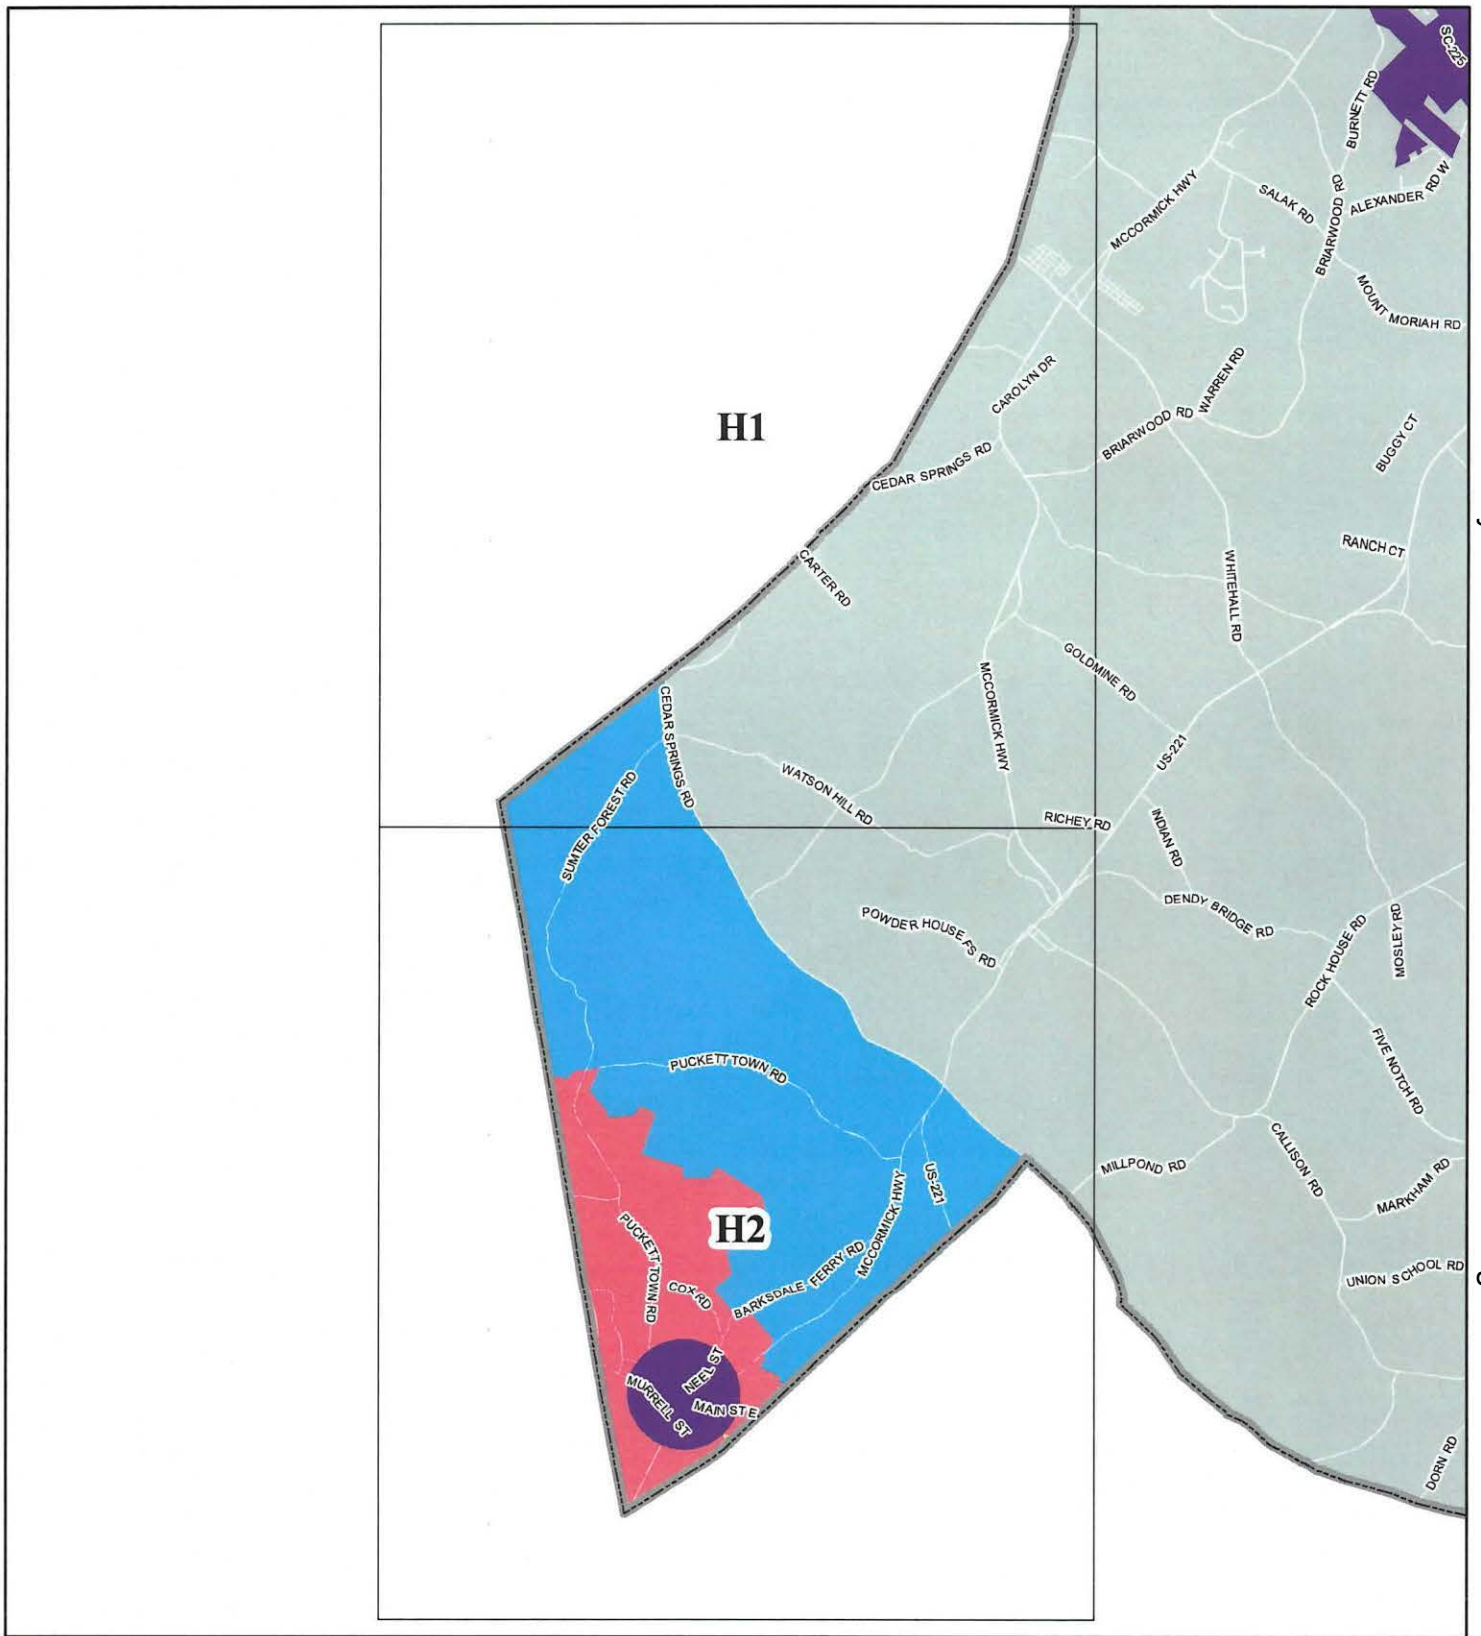 SC-225
BURNETT RD
MCCORMICK HWY
SALAK RD
BRIARWOOD RD
ALEXANDER RD W
MOUNT MORIAH RD
CAROLYN DR
WARREN RD
H1
BRIARWOOD RD
BUGGY CT
CEDAR SPRINGS RD
RANCH CT
CARTER RD
WHITEHALL RD
GOLDMINE RD
MCCORMICK HWY
CEDAR SPRINGS RD
US-221
WATSON HILL RD
SUMTER FOREST RD
RICHEY RD
INDIAN RD
DENDY BRIDGE RD
POWDER HOUSE FS RD
ROCK HOUSE RD
MOSLEY RD
PUCKETT TOWN RD
FIVE NOTCH RD
CALLISON RD
MILLPOND RD
US-221
MARKHAM RD
MCCORMICK HWY
H2
PUCKETT TOWN RD
BARKSDALE FERRY RD
UNION SCHOOL RD
COX RD
NEEL ST
MURRELL ST
MAIN ST E
DORN RD